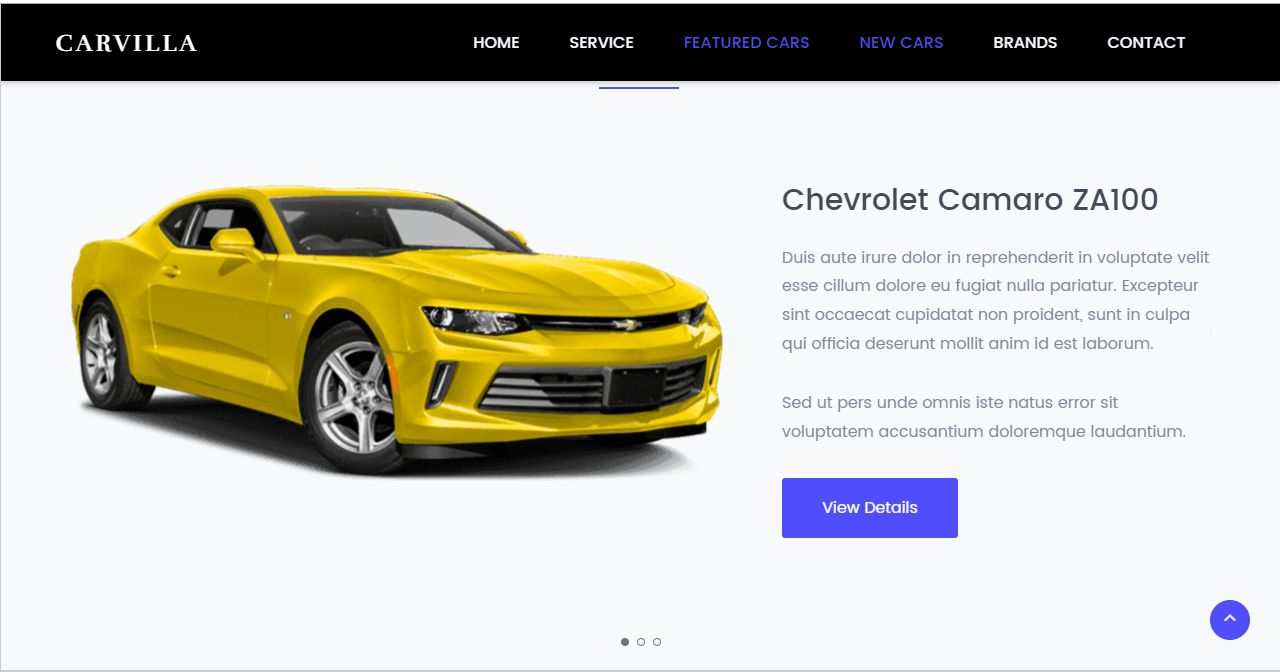 CARVILLA
HOME SERVICE FEATURED CARS NEW CARS BRANDS CONTACT
Chevrolet Camaro ZA100
Duis aute irure dolor in reprehenderit in voluptate velit
esse cillum dolore eu fugiat nulla pariatur. Excepteur
sint occaecat cupidatat non proident, sunt in culpa
qui officia deserunt mollit anim id est laborum.
Sed ut pers unde omnis iste natus error sit
voluptatem accusantium doloremque laudantium.
View Details